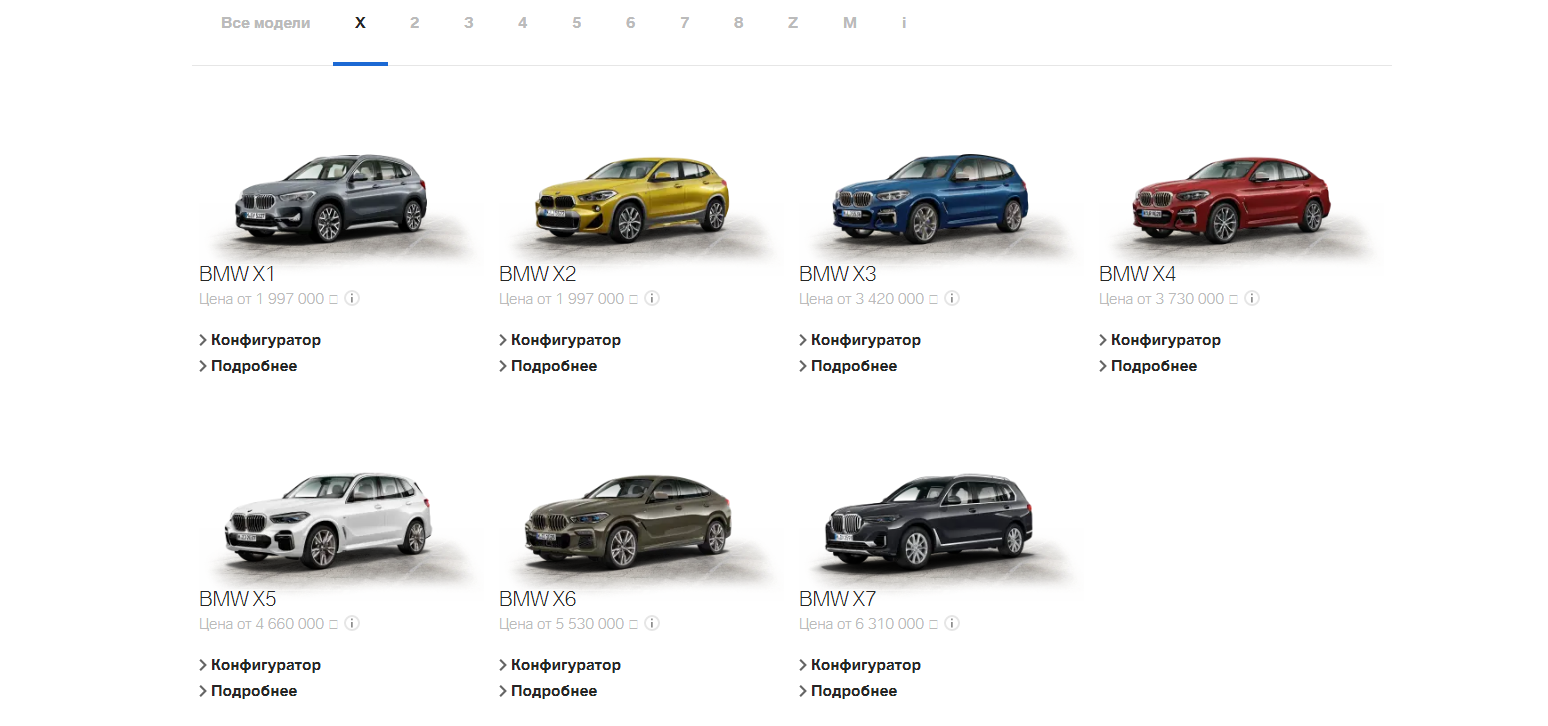 Все модели X 2 3 4 5 6 7 8 Z M i
BMW X1
Цена от 1 997 000 □ i
Конфигуратор
Подробнее
BMW X2
Цена от 1 997 000 □ i
Конфигуратор
Подробнее
BMW X3
Цена от 3 420 000 □ i
Конфигуратор
Подробнее
BMW X4
Цена от 3 730 000 □ i
Конфигуратор
Подробнее
BMW X5
Цена от 4 660 000 □ i
Конфигуратор
Подробнее
BMW X6
Цена от 5 530 000 □ i
Конфигуратор
Подробнее
BMW X7
Цена от 6 310 000 □ i
Конфигуратор
Подробнее